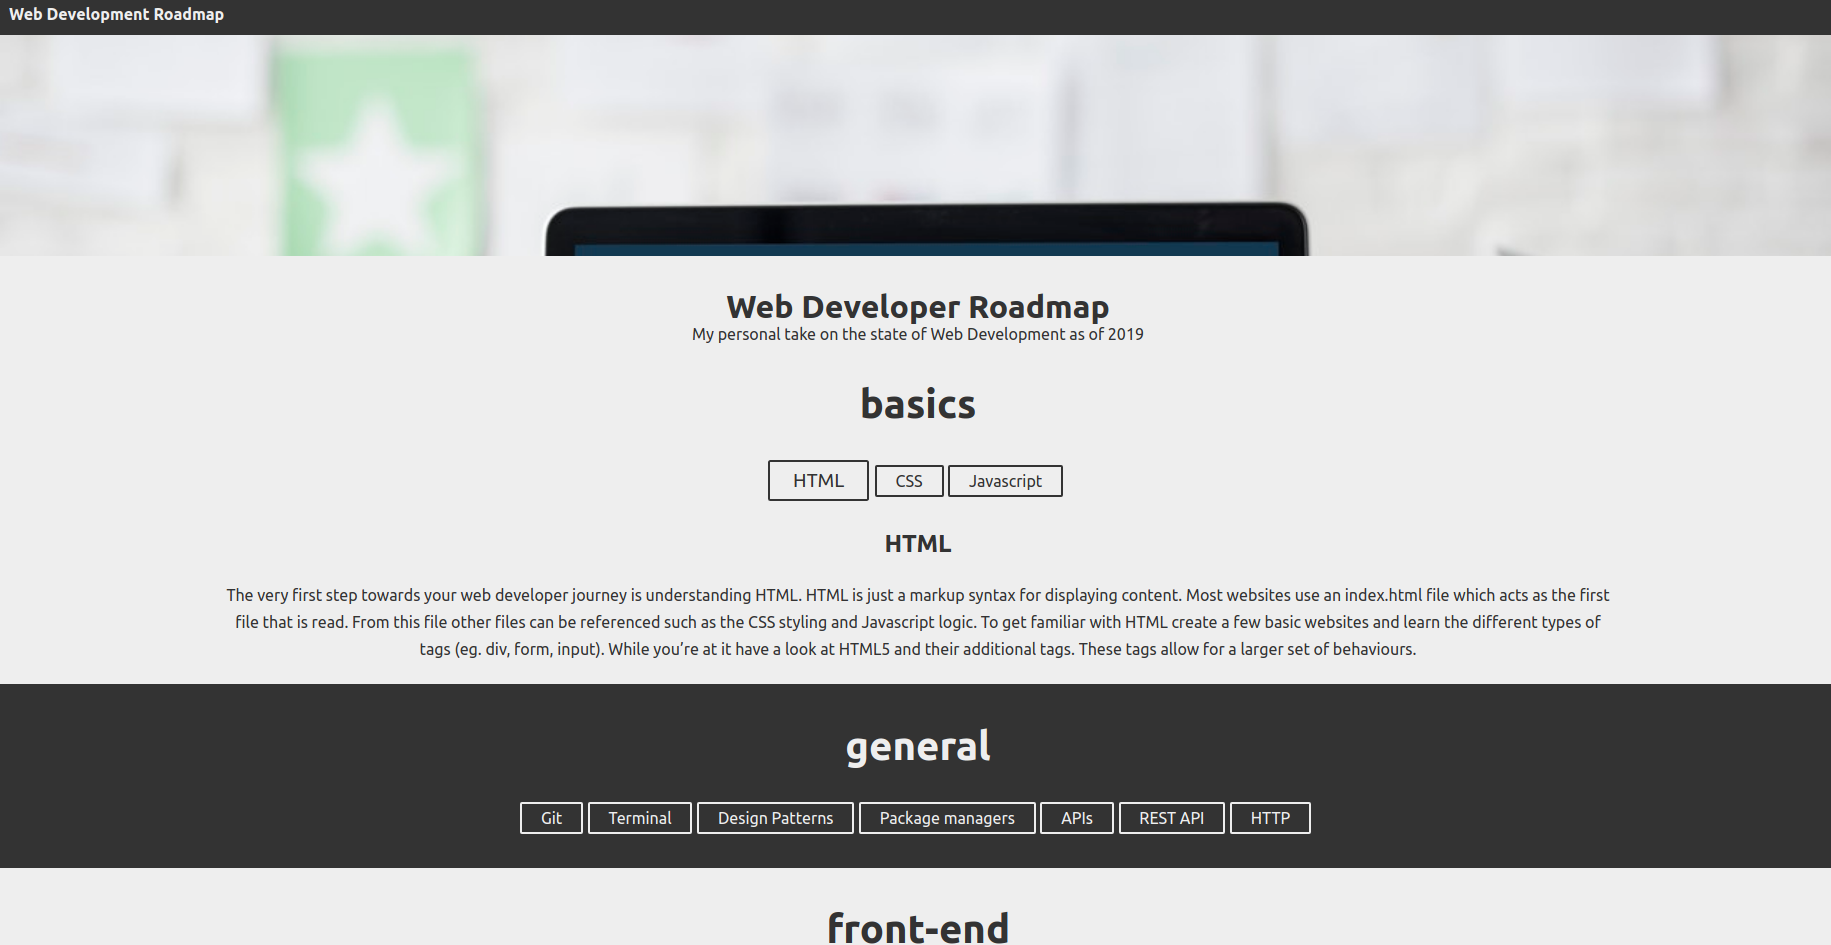 Web Development Roadmap
Web Developer Roadmap
My personal take on the state of Web Development as of 2019
basics
HTML CSS Javascript
HTML
The very first step towards your web developer journey is understanding HTML. HTML is just a markup syntax for displaying content. Most websites use an index.html file which acts as the first
file that is read. From this file other files can be referenced such as the CSS styling and Javascript logic. To get familiar with HTML create a few basic websites and learn the different types of
tags (eg. div, form, input). While you’re at it have a look at HTML5 and their additional tags. These tags allow for a larger set of behaviours.
general
Git Terminal Design Patterns Package managers APIs REST API HTTP
front-end